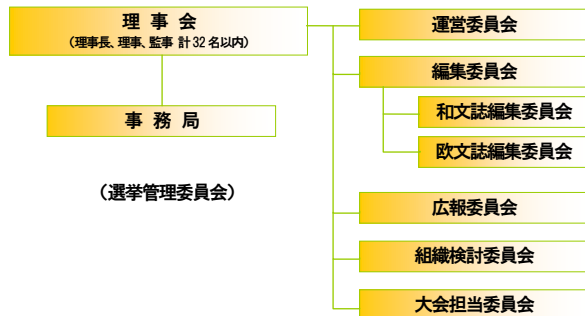 理事会
(理事長、理事、監事 計32名以内)
事務局
(選挙管理委員会)
運営委員会
編集委員会
和文誌編集委員会
欧文誌編集委員会
広報委員会
組織検討委員会
大会担当委員会